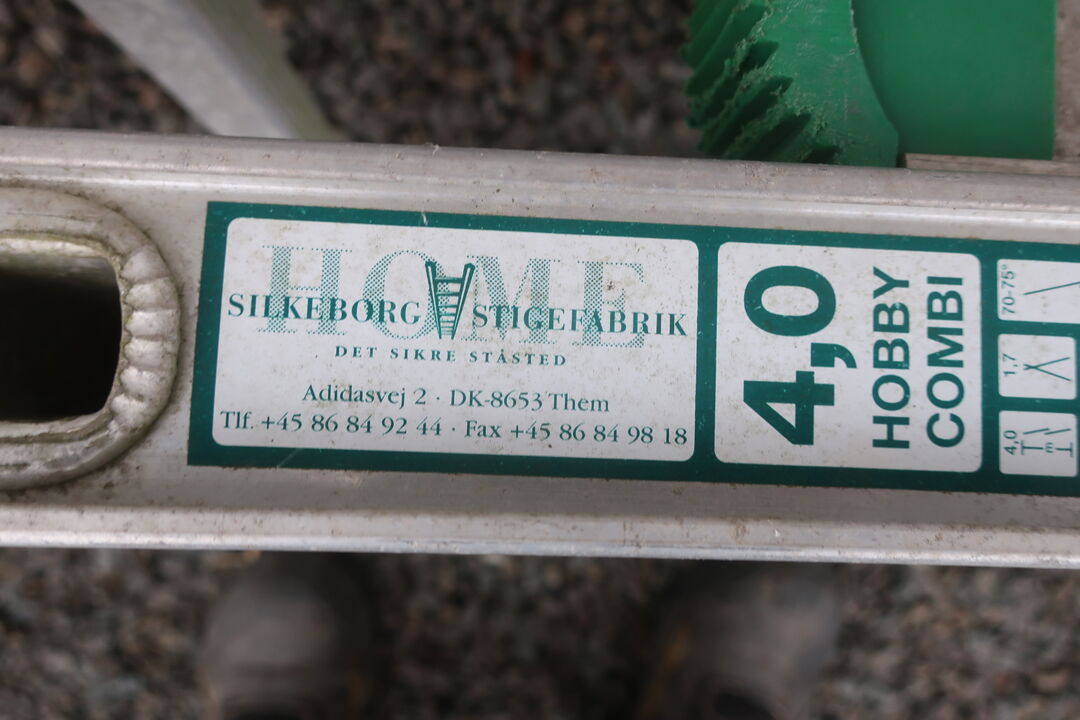 HOME
SILKEBORG STIGEFABRIK
DET SIKRE STÅSTED
Adidasvej 2 · DK-8653 Them
Tlf. +45 86 84 92 44 · Fax +45 86 84 98 18
4,0
HOBBY
COMBI
70-75°
1,7
4,0